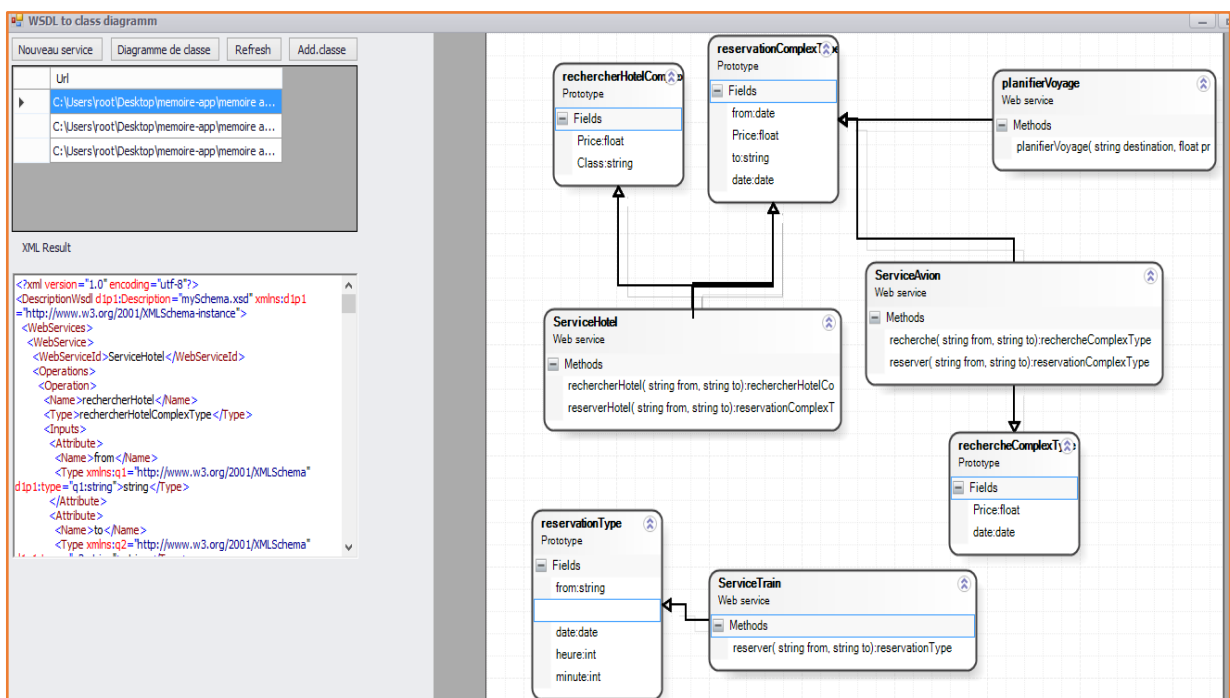 WSDL to class diagramm
Nouveau service
Diagramme de classe
Refresh
Add.classe
Url
C:\Users\root\Desktop\memoire-app\memoire a...
C:\Users\root\Desktop\memoire-app\memoire a...
C:\Users\root\Desktop\memoire-app\memoire a...
XML Result
<?xml version="1.0" encoding="utf-8"?>
<DescriptionWsdl d1p1:Description="mySchema.xsd" xmlns:d1p1
="http://www.w3.org/2001/XMLSchema-instance">
<WebServices>
<WebService>
<WebServiceId>ServiceHotel</WebServiceId>
<Operations>
<Operation>
<Name>rechercherHotel</Name>
<Type>rechercherHotelComplexType</Type>
<Inputs>
<Attribute>
<Name>from</Name>
<Type xmlns:q1="http://www.w3.org/2001/XMLSchema"
d1p1:type="q1:string">string</Type>
</Attribute>
<Attribute>
<Name>to</Name>
<Type xmlns:q2="http://www.w3.org/2001/XMLSchema"
rechercherHotelCom
Prototype
Fields
Price:float
Class:string
reservationComplexT
Prototype
Fields
from:date
Price:float
to:string
date:date
planifierVoyage
Web service
Methods
planifierVoyage( string destination, float pr
ServiceHotel
Web service
Methods
rechercherHotel( string from, string to):rechercherHotelCo
reserverHotel( string from, string to):reservationComplexT
ServiceAvion
Web service
Methods
recherche( string from, string to):rechercheComplexType
reserver( string from, string to):reservationComplexType
rechercheComplexTy
Prototype
Fields
Price:float
date:date
reservationType
Prototype
Fields
from:string
date:date
heure:int
minute:int
ServiceTrain
Web service
Methods
reserver( string from, string to):reservationType